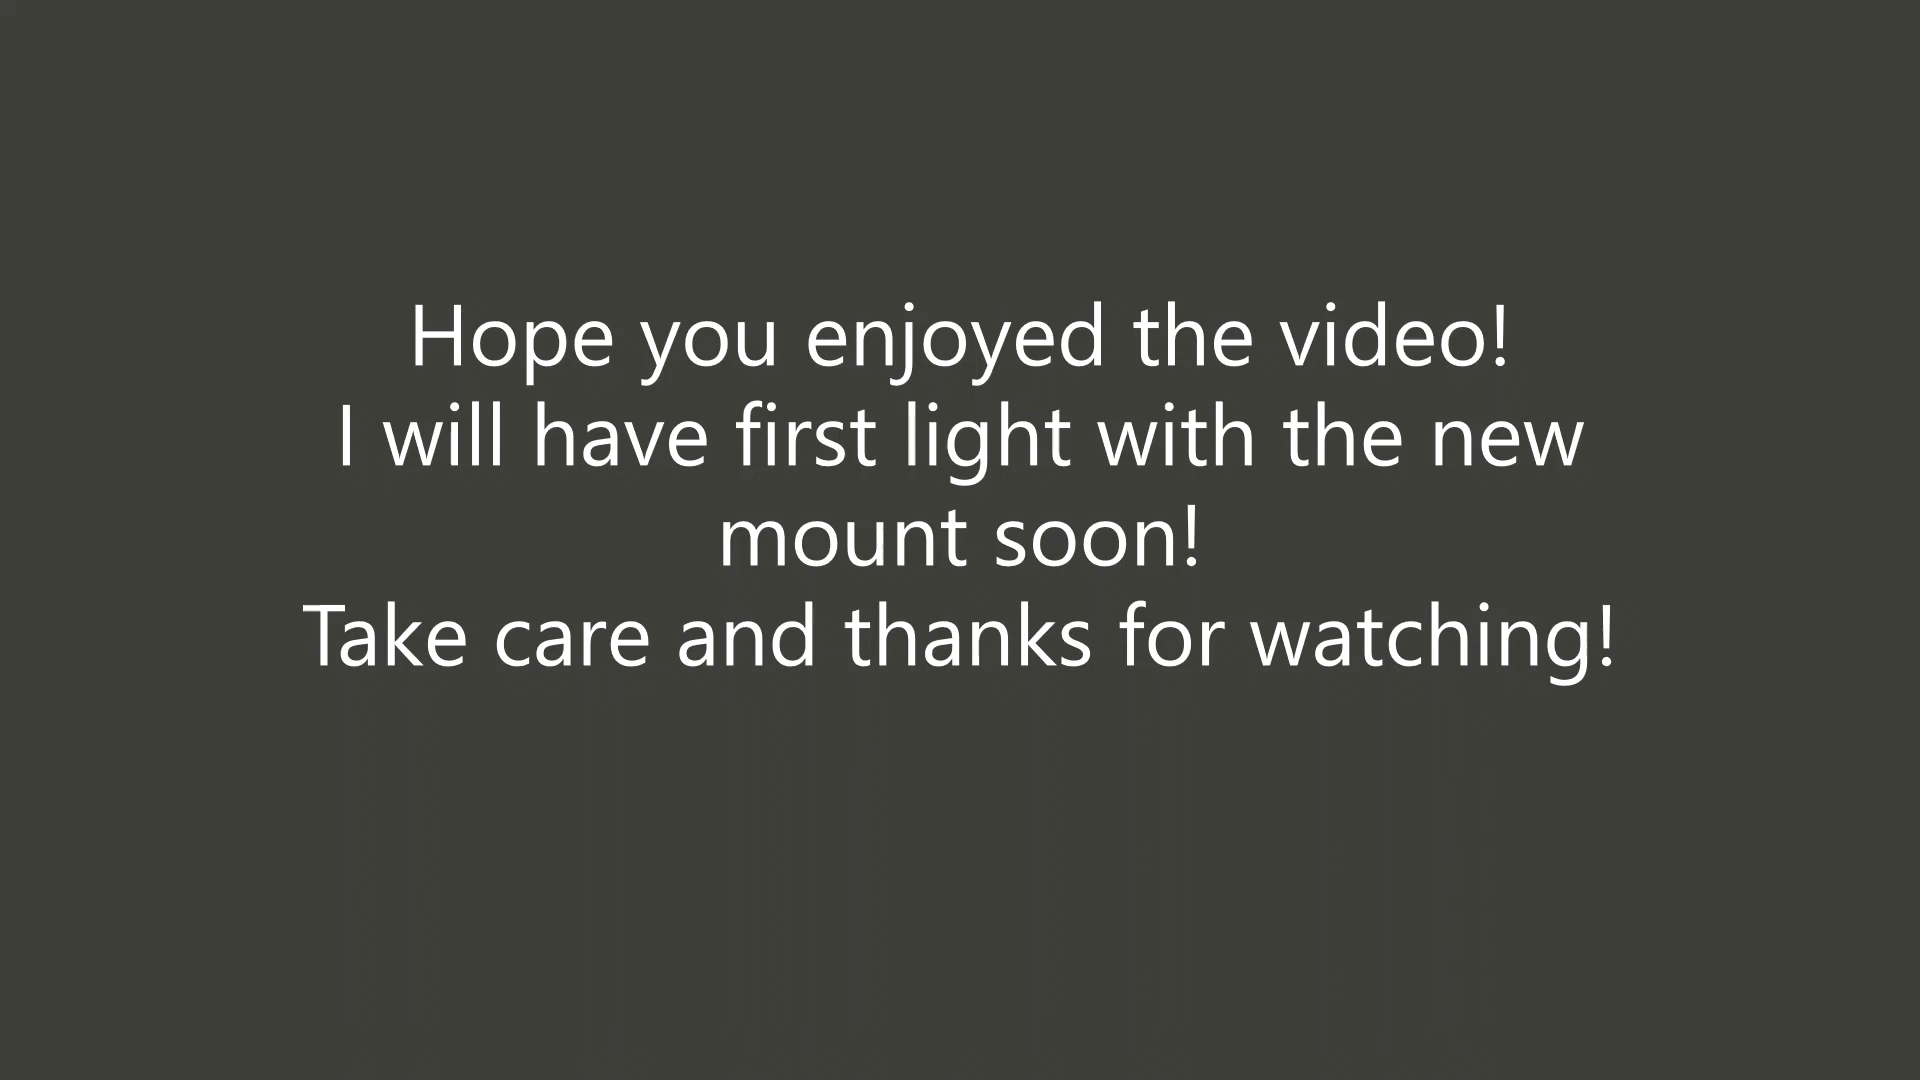 Hope you enjoyed the video!
I will have first light with the new
mount soon!
Take care and thanks for watching!